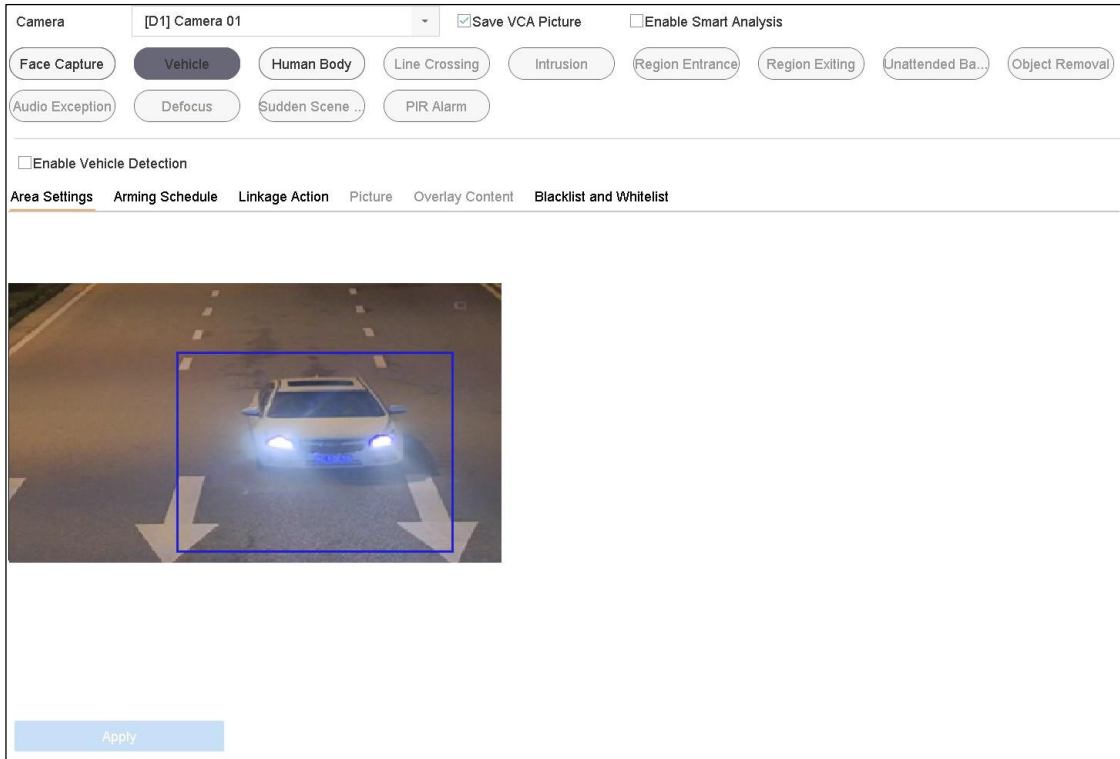 Camera [D1] Camera 01 Save VCA Picture Enable Smart Analysis
Face Capture Vehicle Human Body Line Crossing Intrusion Region Entrance Region Exiting Unattended Ba... Object Removal
Audio Exception Defocus Sudden Scene ... PIR Alarm
Enable Vehicle Detection
Area Settings Arming Schedule Linkage Action Picture Overlay Content Blacklist and Whitelist
Apply